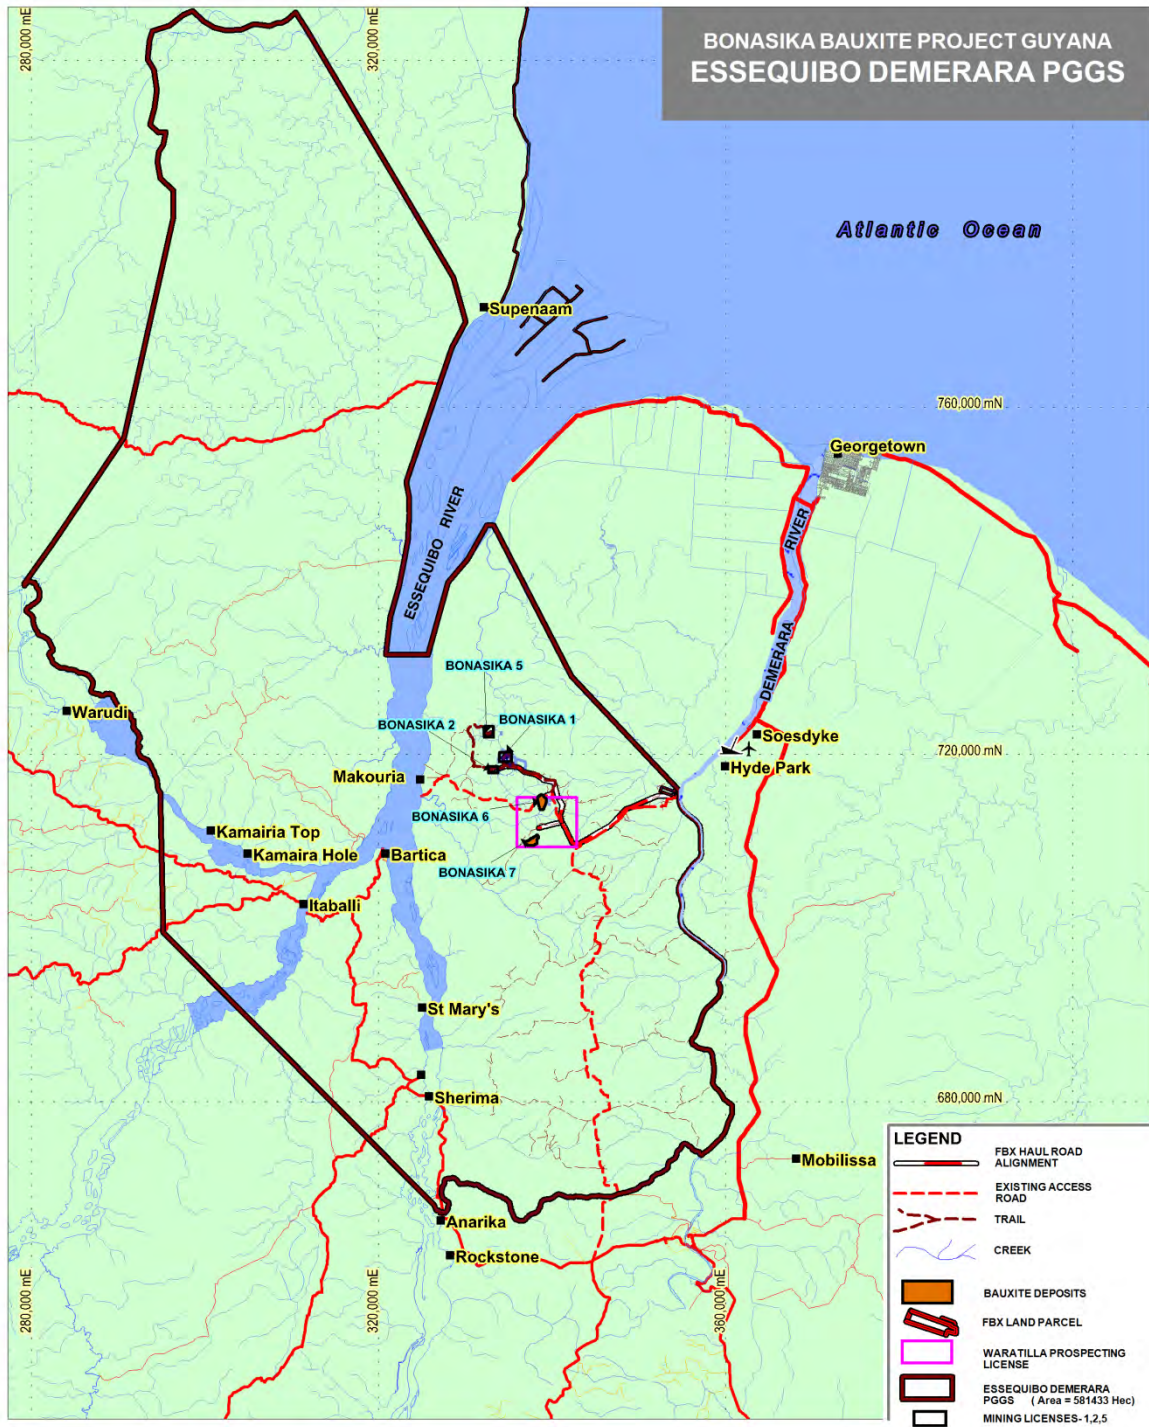 BONASIKA BAUXITE PROJECT GUYANA
ESSEQUIBO DEMERARA PGGS
280,000 mE
320,000 mE
Atlantic Ocean
Supenaam
760,000 mN
Georgetown
ESSEQUIBO RIVER
RIVER
DEMERARA
BONASIKA 5
Warudi
BONASIKA 2
BONASIKA 1
Soesdyke
720,000 mN
Hyde Park
Makouria
BONASIKA 6
Kamairia Top
Kamaira Hole
Bartica
BONASIKA 7
Itaballi
St Mary's
Sherima
680,000 mN
Mobilissa
Anarika
Rockstone
280,000 mE
320,000 mE
360,000 mE
LEGEND
FBX HAUL ROAD
ALIGNMENT
EXISTING ACCESS
ROAD
TRAIL
CREEK
BAUXITE DEPOSITS
FBX LAND PARCEL
WARATILLA PROSPECTING
LICENSE
ESSEQUIBO DEMERARA
PGGS ( Area = 581433 Hec)
MINING LICENSES- 1,2,5